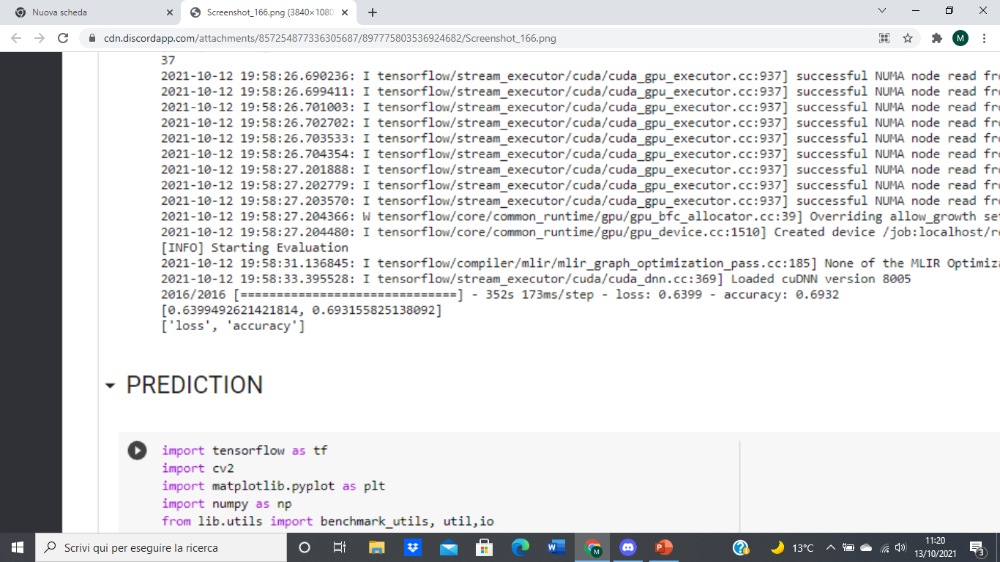 Nuova scheda
Screenshot_166.png (3840×1080)
cdn.discordapp.com/attachments/857254877336305687/897775803536924682/Screenshot_166.png
M
37
2021-10-12 19:58:26.690236: I tensorflow/stream_executor/cuda/cuda_gpu_executor.cc:937] successful NUMA node read fr
2021-10-12 19:58:26.699411: I tensorflow/stream_executor/cuda/cuda_gpu_executor.cc:937] successful NUMA node read fr
2021-10-12 19:58:26.701003: I tensorflow/stream_executor/cuda/cuda_gpu_executor.cc:937] successful NUMA node read fr
2021-10-12 19:58:26.702702: I tensorflow/stream_executor/cuda/cuda_gpu_executor.cc:937] successful NUMA node read fr
2021-10-12 19:58:26.703533: I tensorflow/stream_executor/cuda/cuda_gpu_executor.cc:937] successful NUMA node read fr
2021-10-12 19:58:26.704354: I tensorflow/stream_executor/cuda/cuda_gpu_executor.cc:937] successful NUMA node read fr
2021-10-12 19:58:27.201888: I tensorflow/stream_executor/cuda/cuda_gpu_executor.cc:937] successful NUMA node read fr
2021-10-12 19:58:27.202779: I tensorflow/stream_executor/cuda/cuda_gpu_executor.cc:937] successful NUMA node read fr
2021-10-12 19:58:27.203570: I tensorflow/stream_executor/cuda/cuda_gpu_executor.cc:937] successful NUMA node read fr
2021-10-12 19:58:27.204366: W tensorflow/core/common_runtime/gpu/gpu_bfc_allocator.cc:39] Overriding allow_growth set
2021-10-12 19:58:27.204480: I tensorflow/core/common_runtime/gpu/gpu_device.cc:1510] Created device /job:localhost/r
[INFO] Starting Evaluation
2021-10-12 19:58:31.136845: I tensorflow/compiler/mlir/mlir_graph_optimization_pass.cc:185] None of the MLIR Optimiz
2021-10-12 19:58:33.395528: I tensorflow/stream_executor/cuda/cuda_dnn.cc:369] Loaded cuDNN version 8005
2016/2016 [==============================] - 352s 173ms/step - loss: 0.6399 - accuracy: 0.6932
[0.6399492621421814, 0.693155825138092]
['loss', 'accuracy']
PREDICTION
import tensorflow as tf
import cv2
import matplotlib.pyplot as plt
import numpy as np
from lib.utils import benchmark_utils, util,io
Scrivi qui per eseguire la ricerca
13°C
11:20
13/10/2021
3